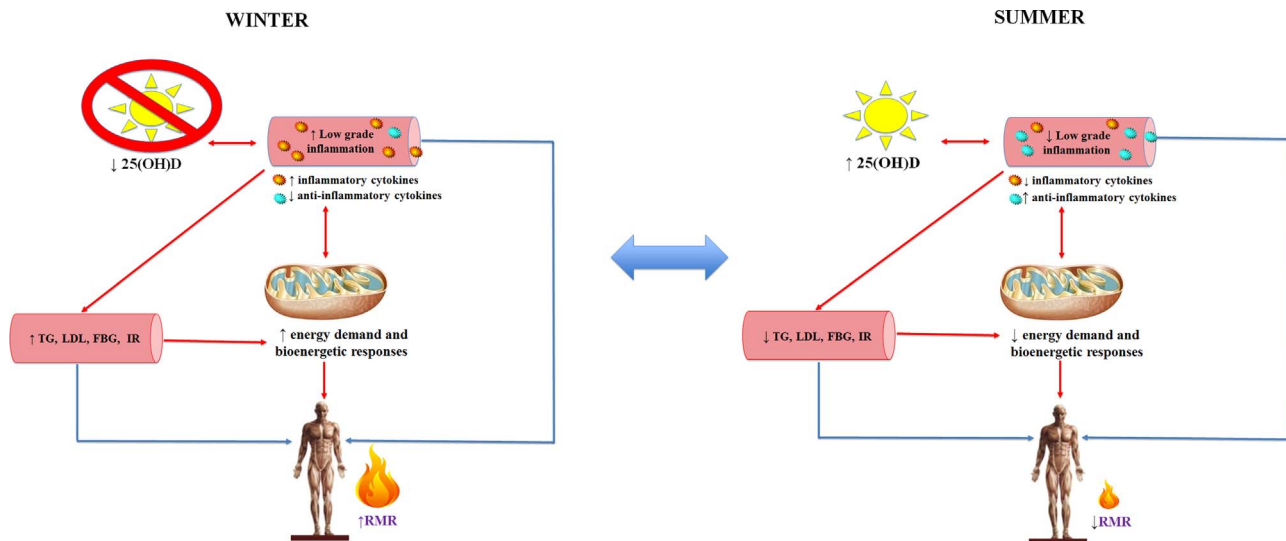 WINTER
↓ 25(OH)D
↑ Low grade
inflammation
↑ inflammatory cytokines
↓ anti-inflammatory cytokines
↑ TG, LDL, FBG, IR
↑ energy demand and
bioenergetic responses
↑RMR
SUMMER
↑ 25(OH)D
↓ Low grade
inflammation
↓ inflammatory cytokines
↑ anti-inflammatory cytokines
↓ TG, LDL, FBG, IR
↓ energy demand and
bioenergetic responses
↓RMR